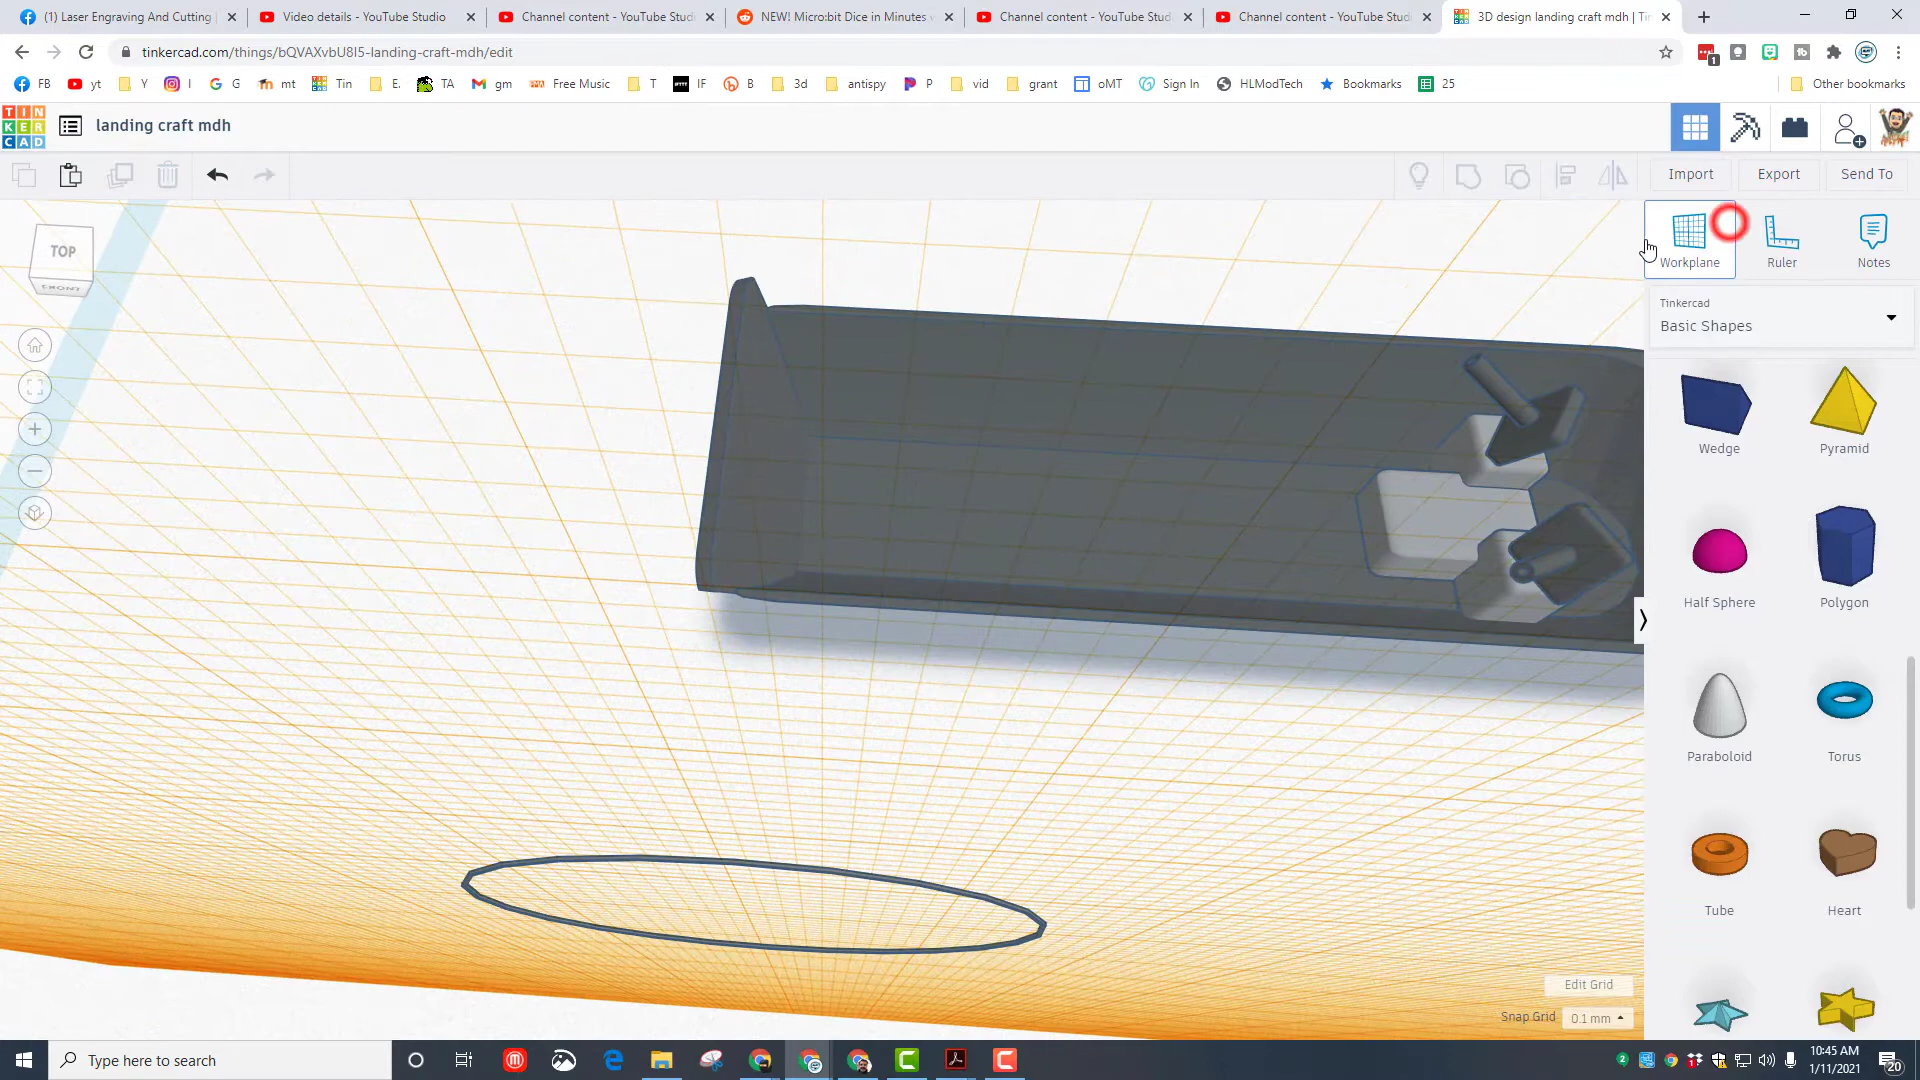 (1) Laser Engraving And Cutting
Video details - YouTube Studio
Channel content - YouTube Stud
NEW! Micro:bit Dice in Minutes
Channel content - YouTube Stud
Channel content - YouTube Stud
3D design landing craft mdh | Tin
tinkercad.com/things/bQVAXvbU8I5-landing-craft-mdh/edit
FB
yt
Y
I
G
mt
Tin
E.
TA
gm
Free Music
T
IF
B
3d
antispy
P
vid
grant
oMT
Sign In
HLModTech
Bookmarks
25
Other bookmarks
TIN
KER
CAD
landing craft mdh
Import
Export
Send To
TOP
FRONT
Workplane
Ruler
Notes
Tinkercad
Basic Shapes
Wedge
Pyramid
Half Sphere
Polygon
Paraboloid
Torus
Tube
Heart
Edit Grid
Snap Grid
0.1 mm
Type here to search
10:45 AM
1/11/2021
20